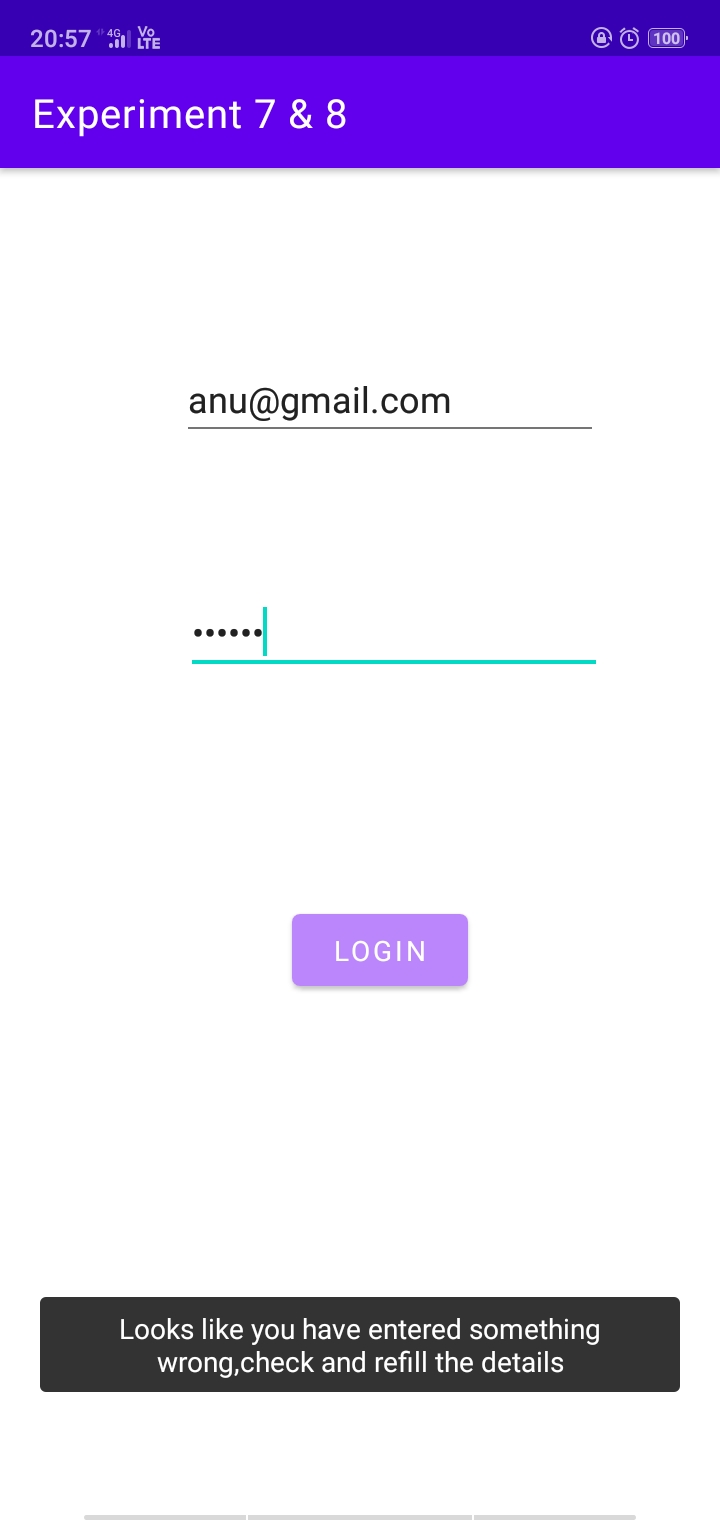 20:57 4G Vo LTE 100
Experiment 7 & 8
anu@gmail.com
••••••
LOGIN
Looks like you have entered something
wrong,check and refill the details